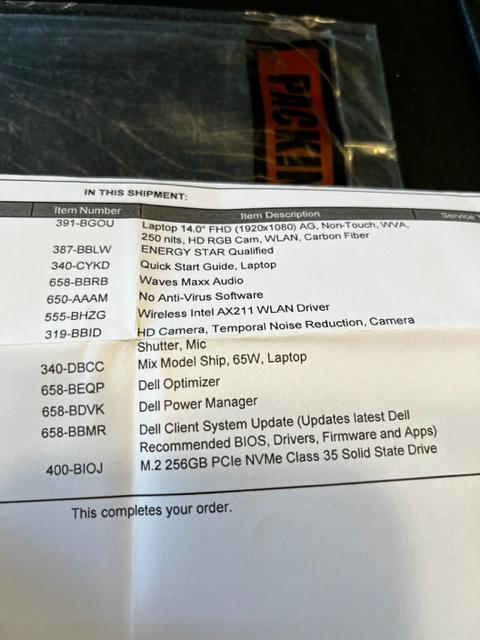 PACKIN
IN THIS SHIPMENT:
Item Number Item Description Service
391-BGOU Laptop 14.0" FHD (1920x1080) AG, Non-Touch, WVA,
250 nits, HD RGB Cam, WLAN, Carbon Fiber
387-BBLW ENERGY STAR Qualified
340-CYKD Quick Start Guide, Laptop
658-BBRB Waves Maxx Audio
650-AAAM No Anti-Virus Software
555-BHZG Wireless Intel AX211 WLAN Driver
319-BBID HD Camera, Temporal Noise Reduction, Camera
Shutter, Mic
340-DBCC Mix Model Ship, 65W, Laptop
658-BEQP Dell Optimizer
658-BDVK Dell Power Manager
658-BBMR Dell Client System Update (Updates latest Dell
Recommended BIOS, Drivers, Firmware and Apps)
400-BIOJ M.2 256GB PCIe NVMe Class 35 Solid State Drive
This completes your order.